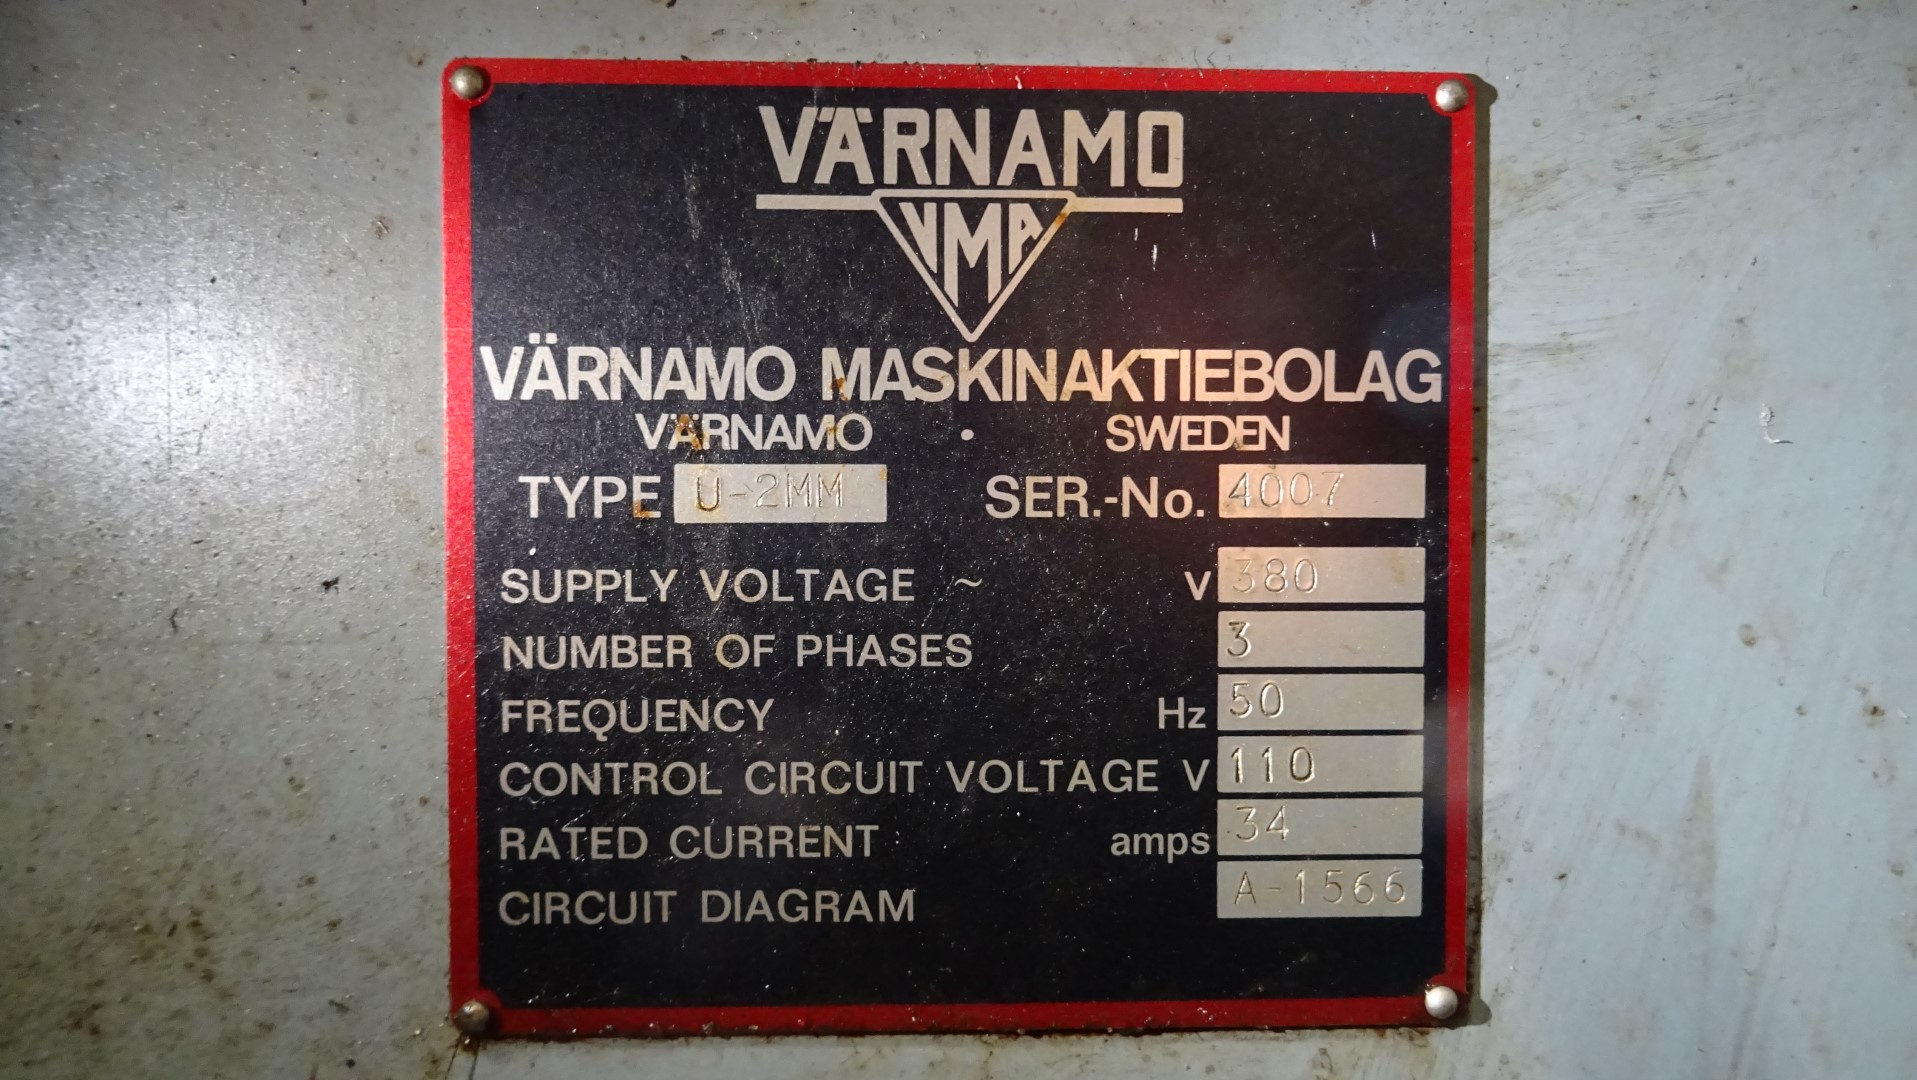 VÄRNAMO
VMA
VÄRNAMO MASKINAKTIEBOLAG
VÄRNAMO · SWEDEN
TYPE U-2MM SER.-No. 4007
SUPPLY VOLTAGE ~ V 380
NUMBER OF PHASES 3
FREQUENCY Hz 50
CONTROL CIRCUIT VOLTAGE V 110
RATED CURRENT amps 34
CIRCUIT DIAGRAM A-1566